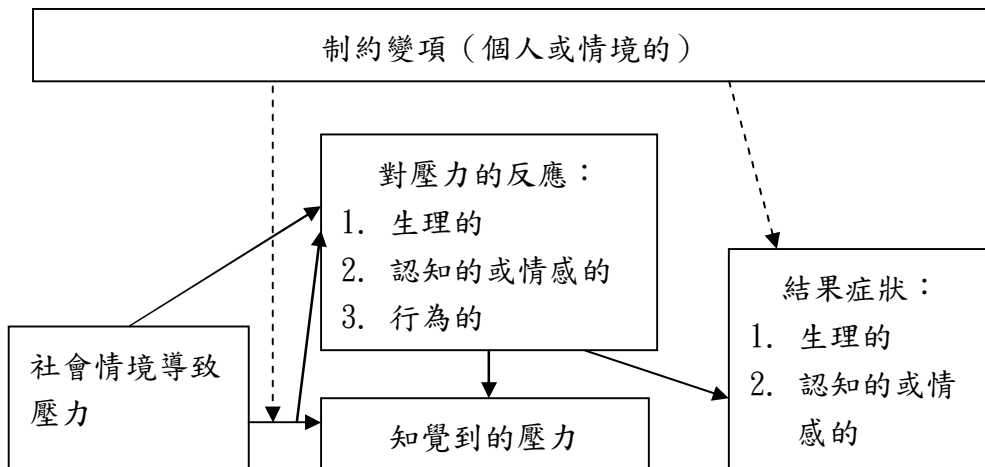 制約變項（個人或情境的）
對壓力的反應：
1. 生理的
2. 認知的或情感的
3. 行為的
結果症狀：
1. 生理的
2. 認知的或情
感的
社會情境導致
壓力
知覺到的壓力